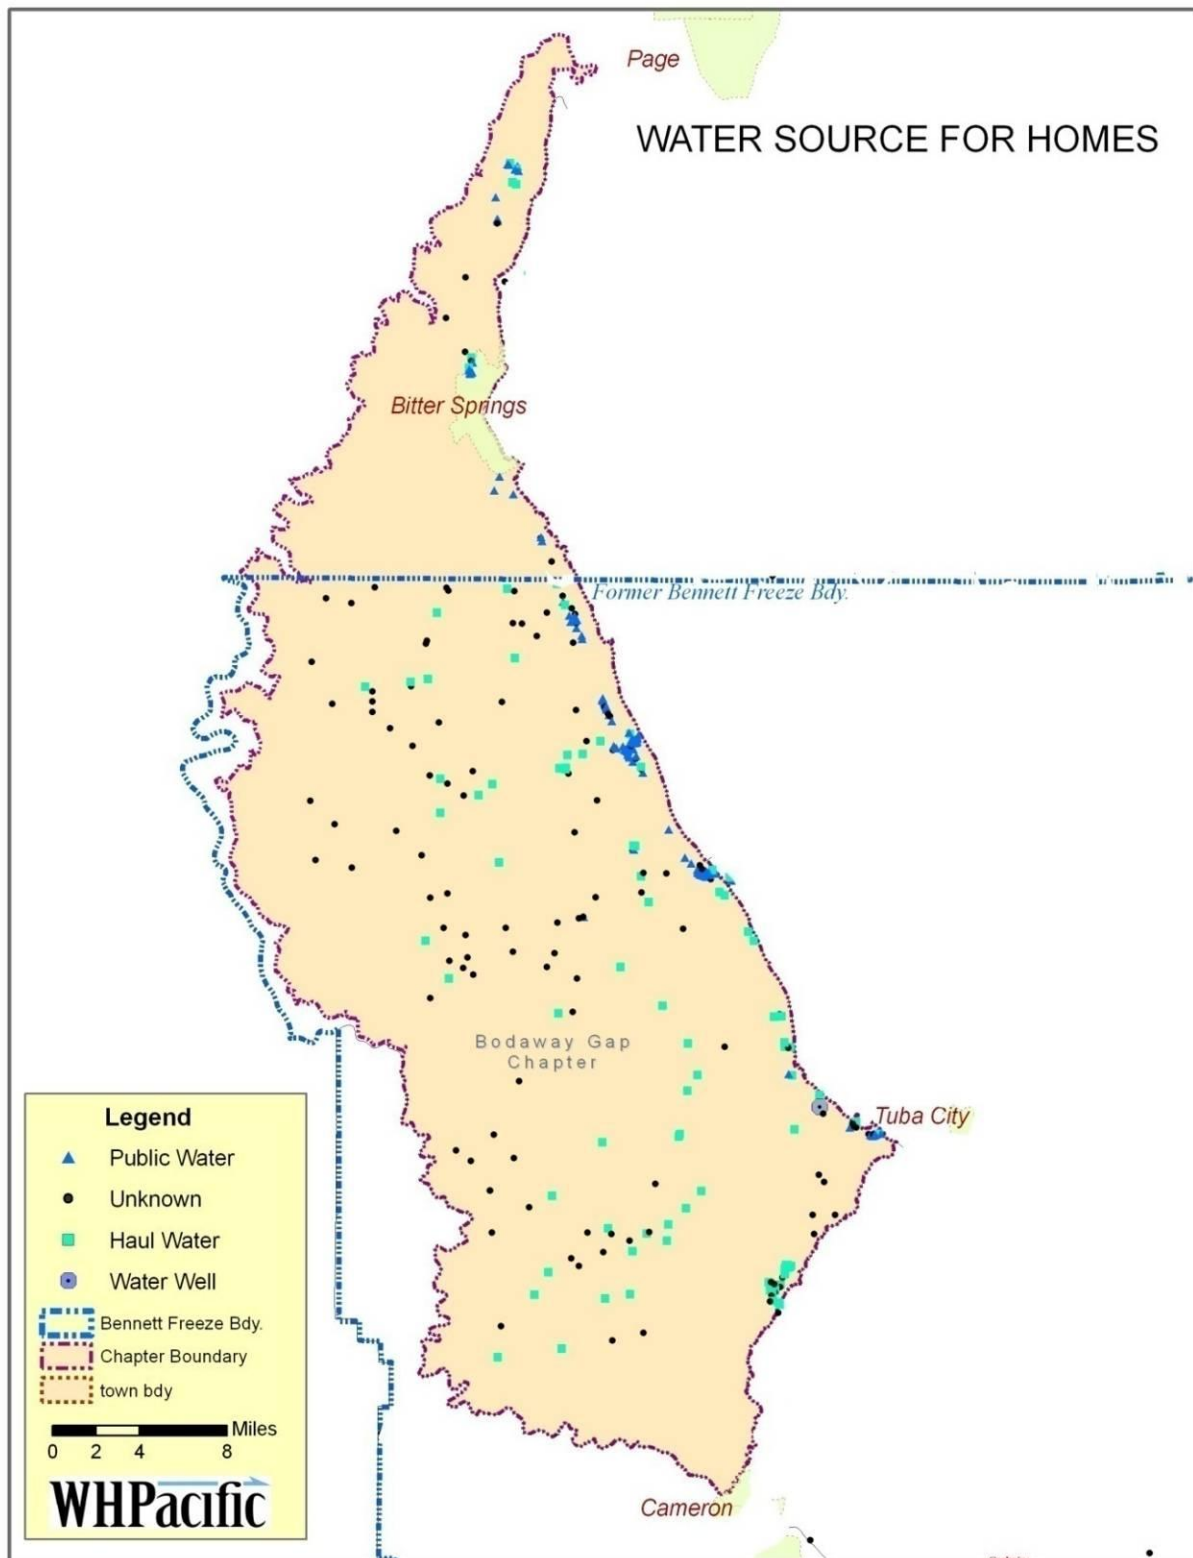 Page
WATER SOURCE FOR HOMES
Bitter Springs
Former Bennett Freeze Bdy.
Bodaway Gap
Chapter
Tuba City
Legend
Public Water
Unknown
Haul Water
Water Well
Bennett Freeze Bdy.
Chapter Boundary
town bdy
Miles
0 2 4 8
WHPacific
Cameron